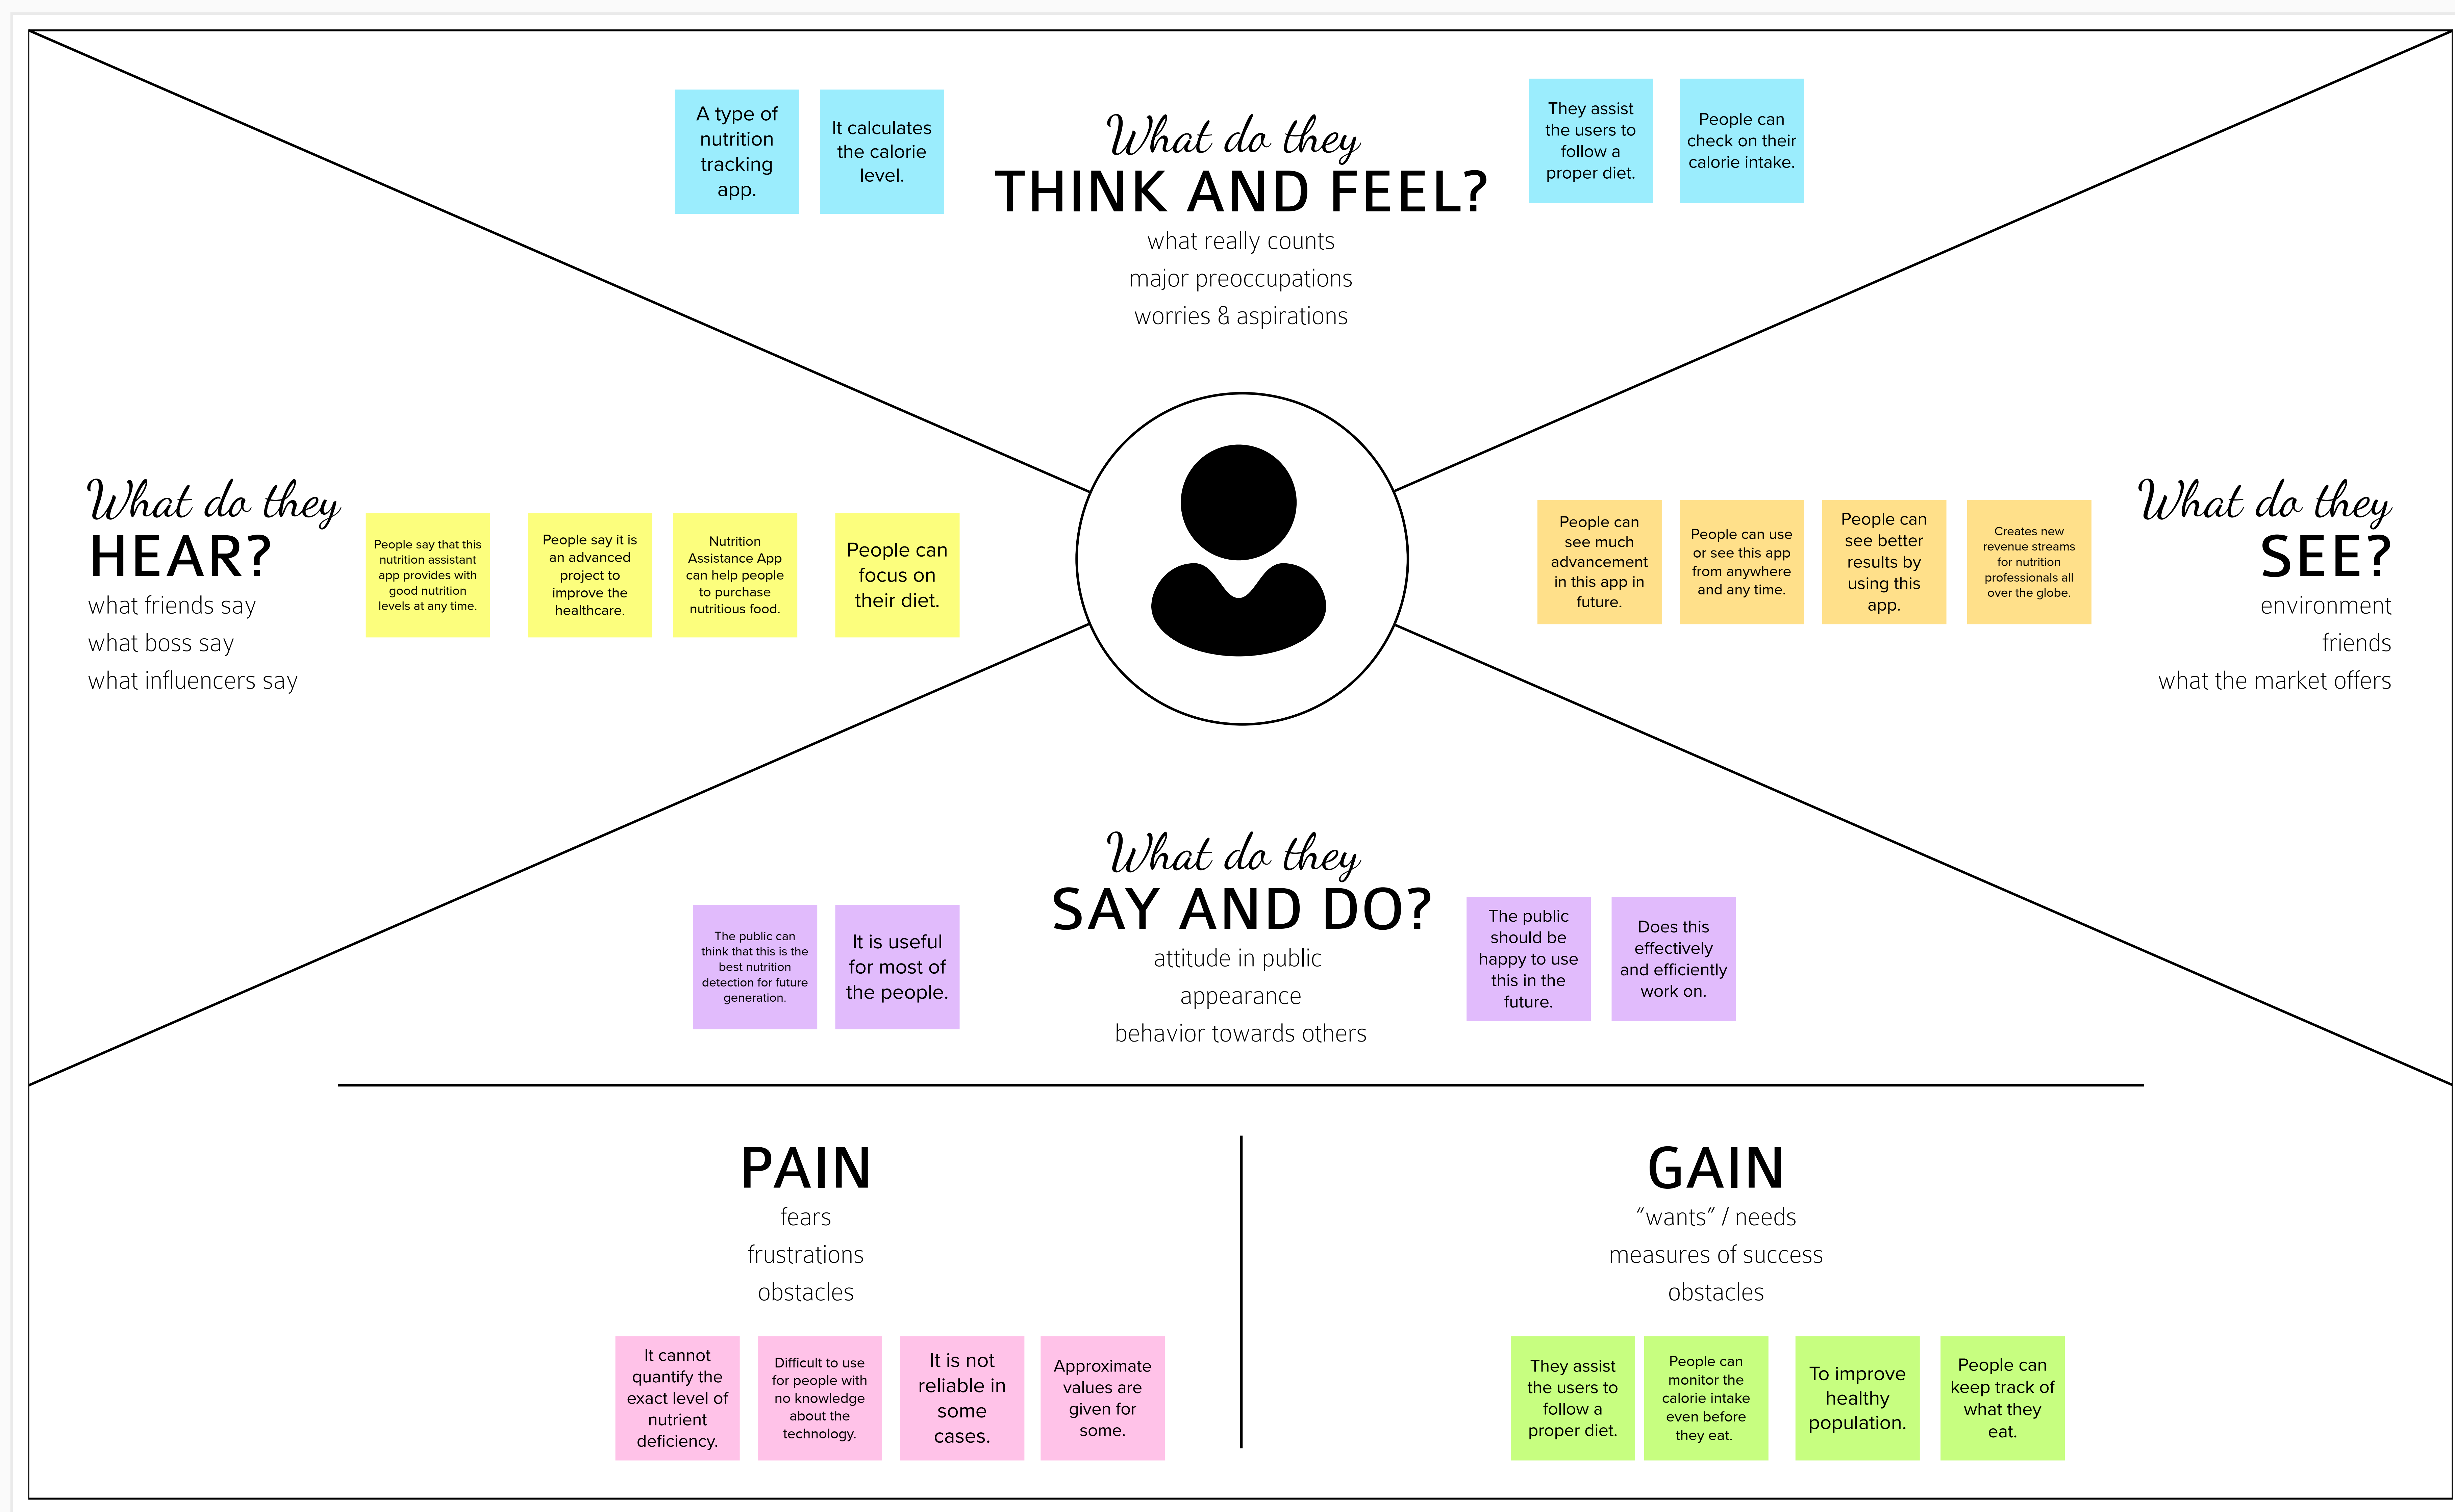 A type of
nutrition
tracking
app.
It calculates
the calorie
level.
What do they
THINK AND FEEL?
what really counts
major preoccupations
worries & aspirations
They assist
the users to
follow a
proper diet.
People can
check on their
calorie intake.
What do they
HEAR?
what friends say
what boss say
what influencers say
People say that this
nutrition assistant
app provides with
good nutrition
levels at any time.
People say it is
an advanced
project to
improve the
healthcare.
Nutrition
Assistance App
can help people
to purchase
nutritious food.
People can
focus on
their diet.
People can
see much
advancement
in this app in
future.
People can use
or see this app
from anywhere
and any time.
People can
see better
results by
using this
app.
Creates new
revenue streams
for nutrition
professionals all
over the globe.
What do they
SEE?
environment
friends
what the market offers
The public can
think that this is the
best nutrition
detection for future
generation.
It is useful
for most of
the people.
What do they
SAY AND DO?
attitude in public
appearance
behavior towards others
The public
should be
happy to use
this in the
future.
Does this
effectively
and efficiently
work on.
PAIN
fears
frustrations
obstacles
It cannot
quantify the
exact level of
nutrient
deficiency.
Difficult to use
for people with
no knowledge
about the
technology.
It is not
reliable in
some
cases.
Approximate
values are
given for
some.
GAIN
“wants” / needs
measures of success
obstacles
They assist
the users to
follow a
proper diet.
People can
monitor the
calorie intake
even before
they eat.
To improve
healthy
population.
People can
keep track of
what they
eat.